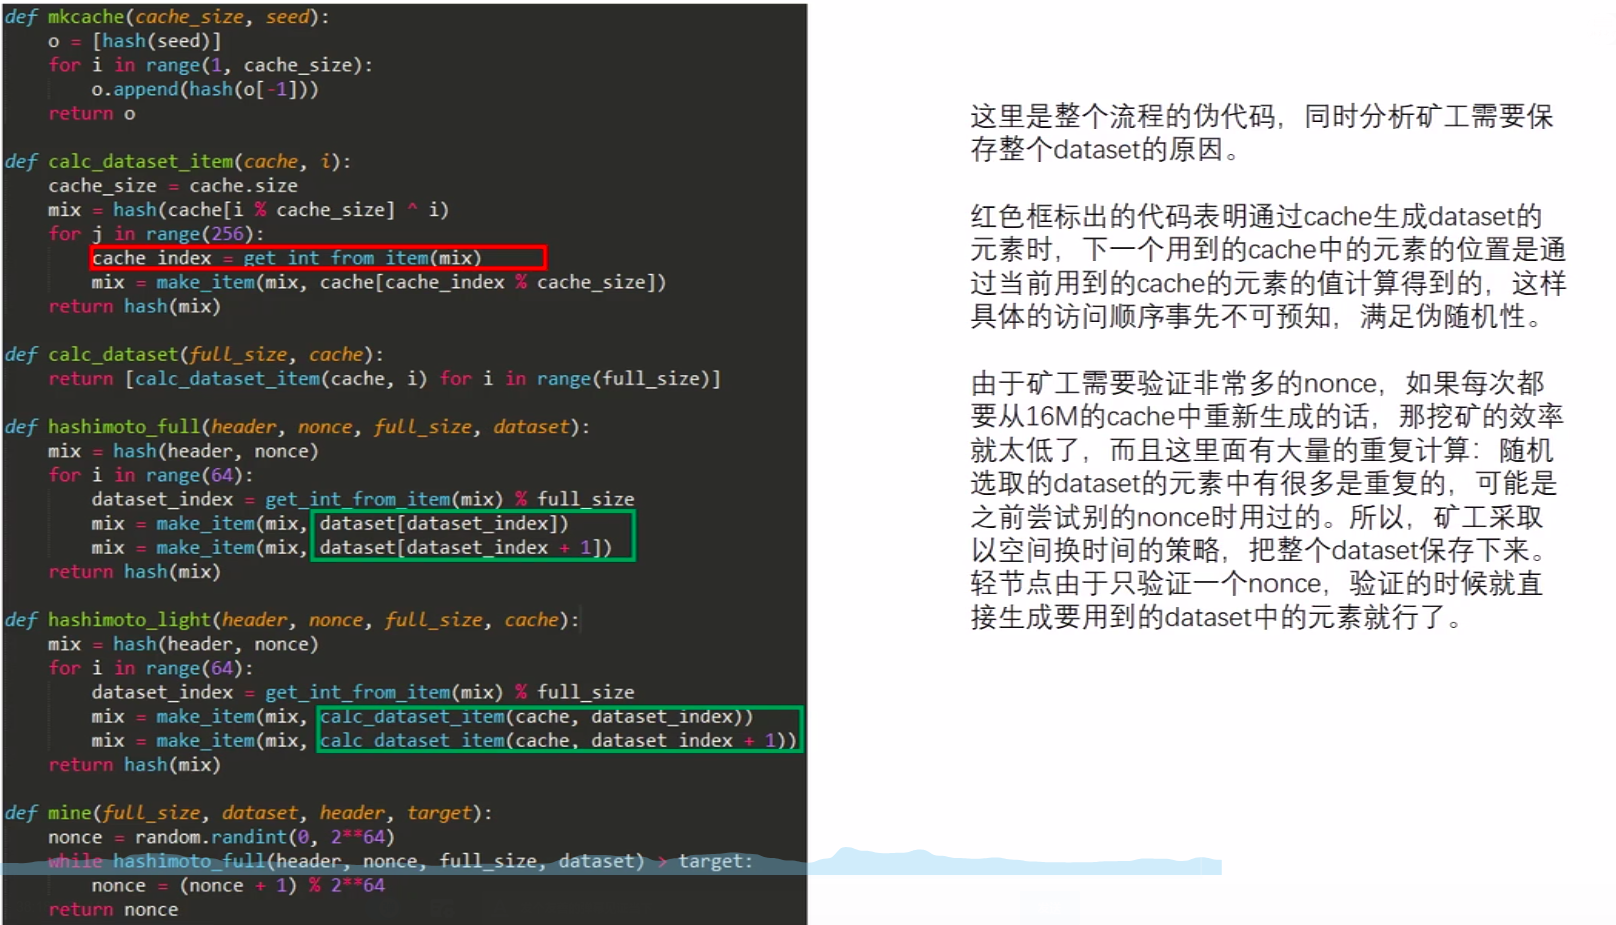 def mkcache(cache_size, seed):
    o = [hash(seed)]
    for i in range(1, cache_size):
        o.append(hash(o[-1]))
    return o
def calc_dataset_item(cache, i):
    cache_size = cache.size
    mix = hash(cache[i % cache_size] ^ i)
    for j in range(256):
        cache_index = get_int_from_item(mix)
        mix = make_item(mix, cache[cache_index % cache_size])
    return hash(mix)
def calc_dataset(full_size, cache):
    return [calc_dataset_item(cache, i) for i in range(full_size)]
def hashimoto_full(header, nonce, full_size, dataset):
    mix = hash(header, nonce)
    for i in range(64):
        dataset_index = get_int_from_item(mix) % full_size
        mix = make_item(mix, dataset[dataset_index])
        mix = make_item(mix, dataset[dataset_index + 1])
    return hash(mix)
def hashimoto_light(header, nonce, full_size, cache):
    mix = hash(header, nonce)
    for i in range(64):
        dataset_index = get_int_from_item(mix) % full_size
        mix = make_item(mix, calc_dataset_item(cache, dataset_index))
        mix = make_item(mix, calc_dataset_item(cache, dataset_index + 1))
    return hash(mix)
def mine(full_size, dataset, header, target):
    nonce = random.randint(0, 2**64)
    while hashimoto_full(header, nonce, full_size, dataset) > target:
        nonce = (nonce + 1) % 2**64
    return nonce
这里是整个流程的伪代码，同时分析矿工需要保
存整个dataset的原因。
红色框标出的代码表明通过cache生成dataset的
元素时，下一个用到的cache中的元素的位置是通
过当前用到的cache的元素的值计算得到的，这样
具体的访问顺序事先不可预知，满足伪随机性。
由于矿工需要验证非常多的nonce，如果每次都
要从16M的cache中重新生成的话，那挖矿的效率
就太低了，而且这里面有大量的重复计算：随机
选取的dataset的元素中有很多是重复的，可能是
之前尝试别的nonce时用过的。所以，矿工采取
以空间换时间的策略，把整个dataset保存下来。
轻节点由于只验证一个nonce，验证的时候就直
接生成要用到的dataset中的元素就行了。